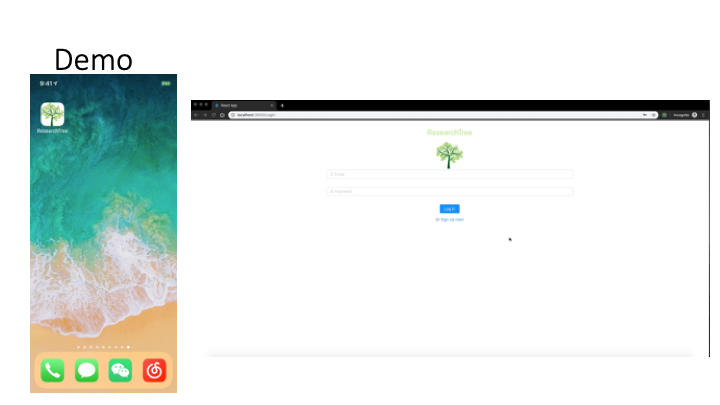 Demo
9:41
ResearchTree
React App
localhost:3000/login
Incognito
ResearchTree
Email
Password
Log in
Or Sign up now!